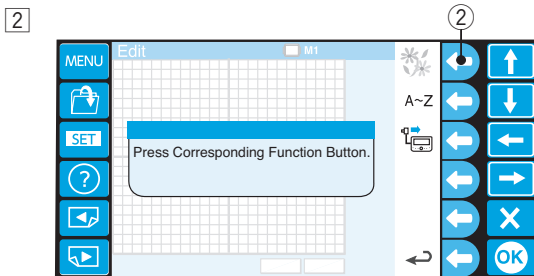 2
2
MENU
Edit
M1
A~Z
SET
Press Corresponding Function Button.
?
OK